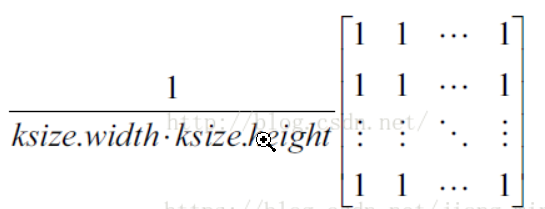 1
ksize.width · ksize.height
1 1 ⋯ 1
1 1 ⋯ 1
⋮ ⋮ ⋱ ⋮
1 1 ⋯ 1
http://blog.csdn.net/